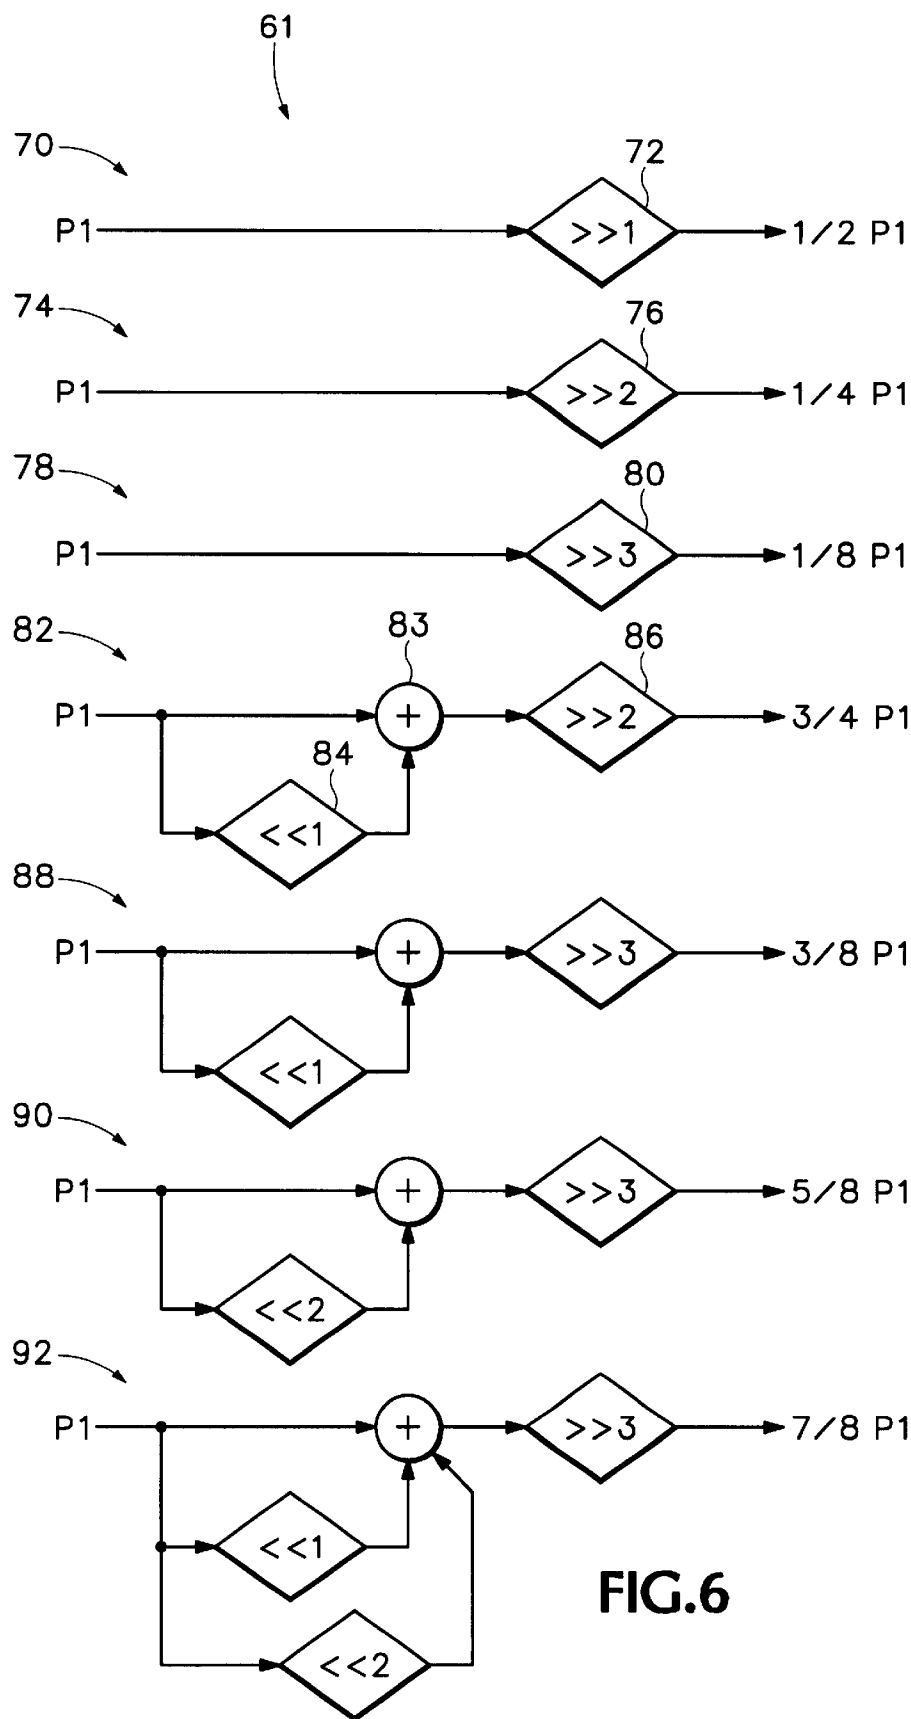 61
70
72
P1 >>1 1/2 P1
74
76
P1 >>2 1/4 P1
78
80
P1 >>3 1/8 P1
82
83
86
P1 + >>2 3/4 P1
84
<<1
88
P1 + >>3 3/8 P1
<<1
90
P1 + >>3 5/8 P1
<<2
92
P1 + >>3 7/8 P1
<<1
<<2
FIG.6